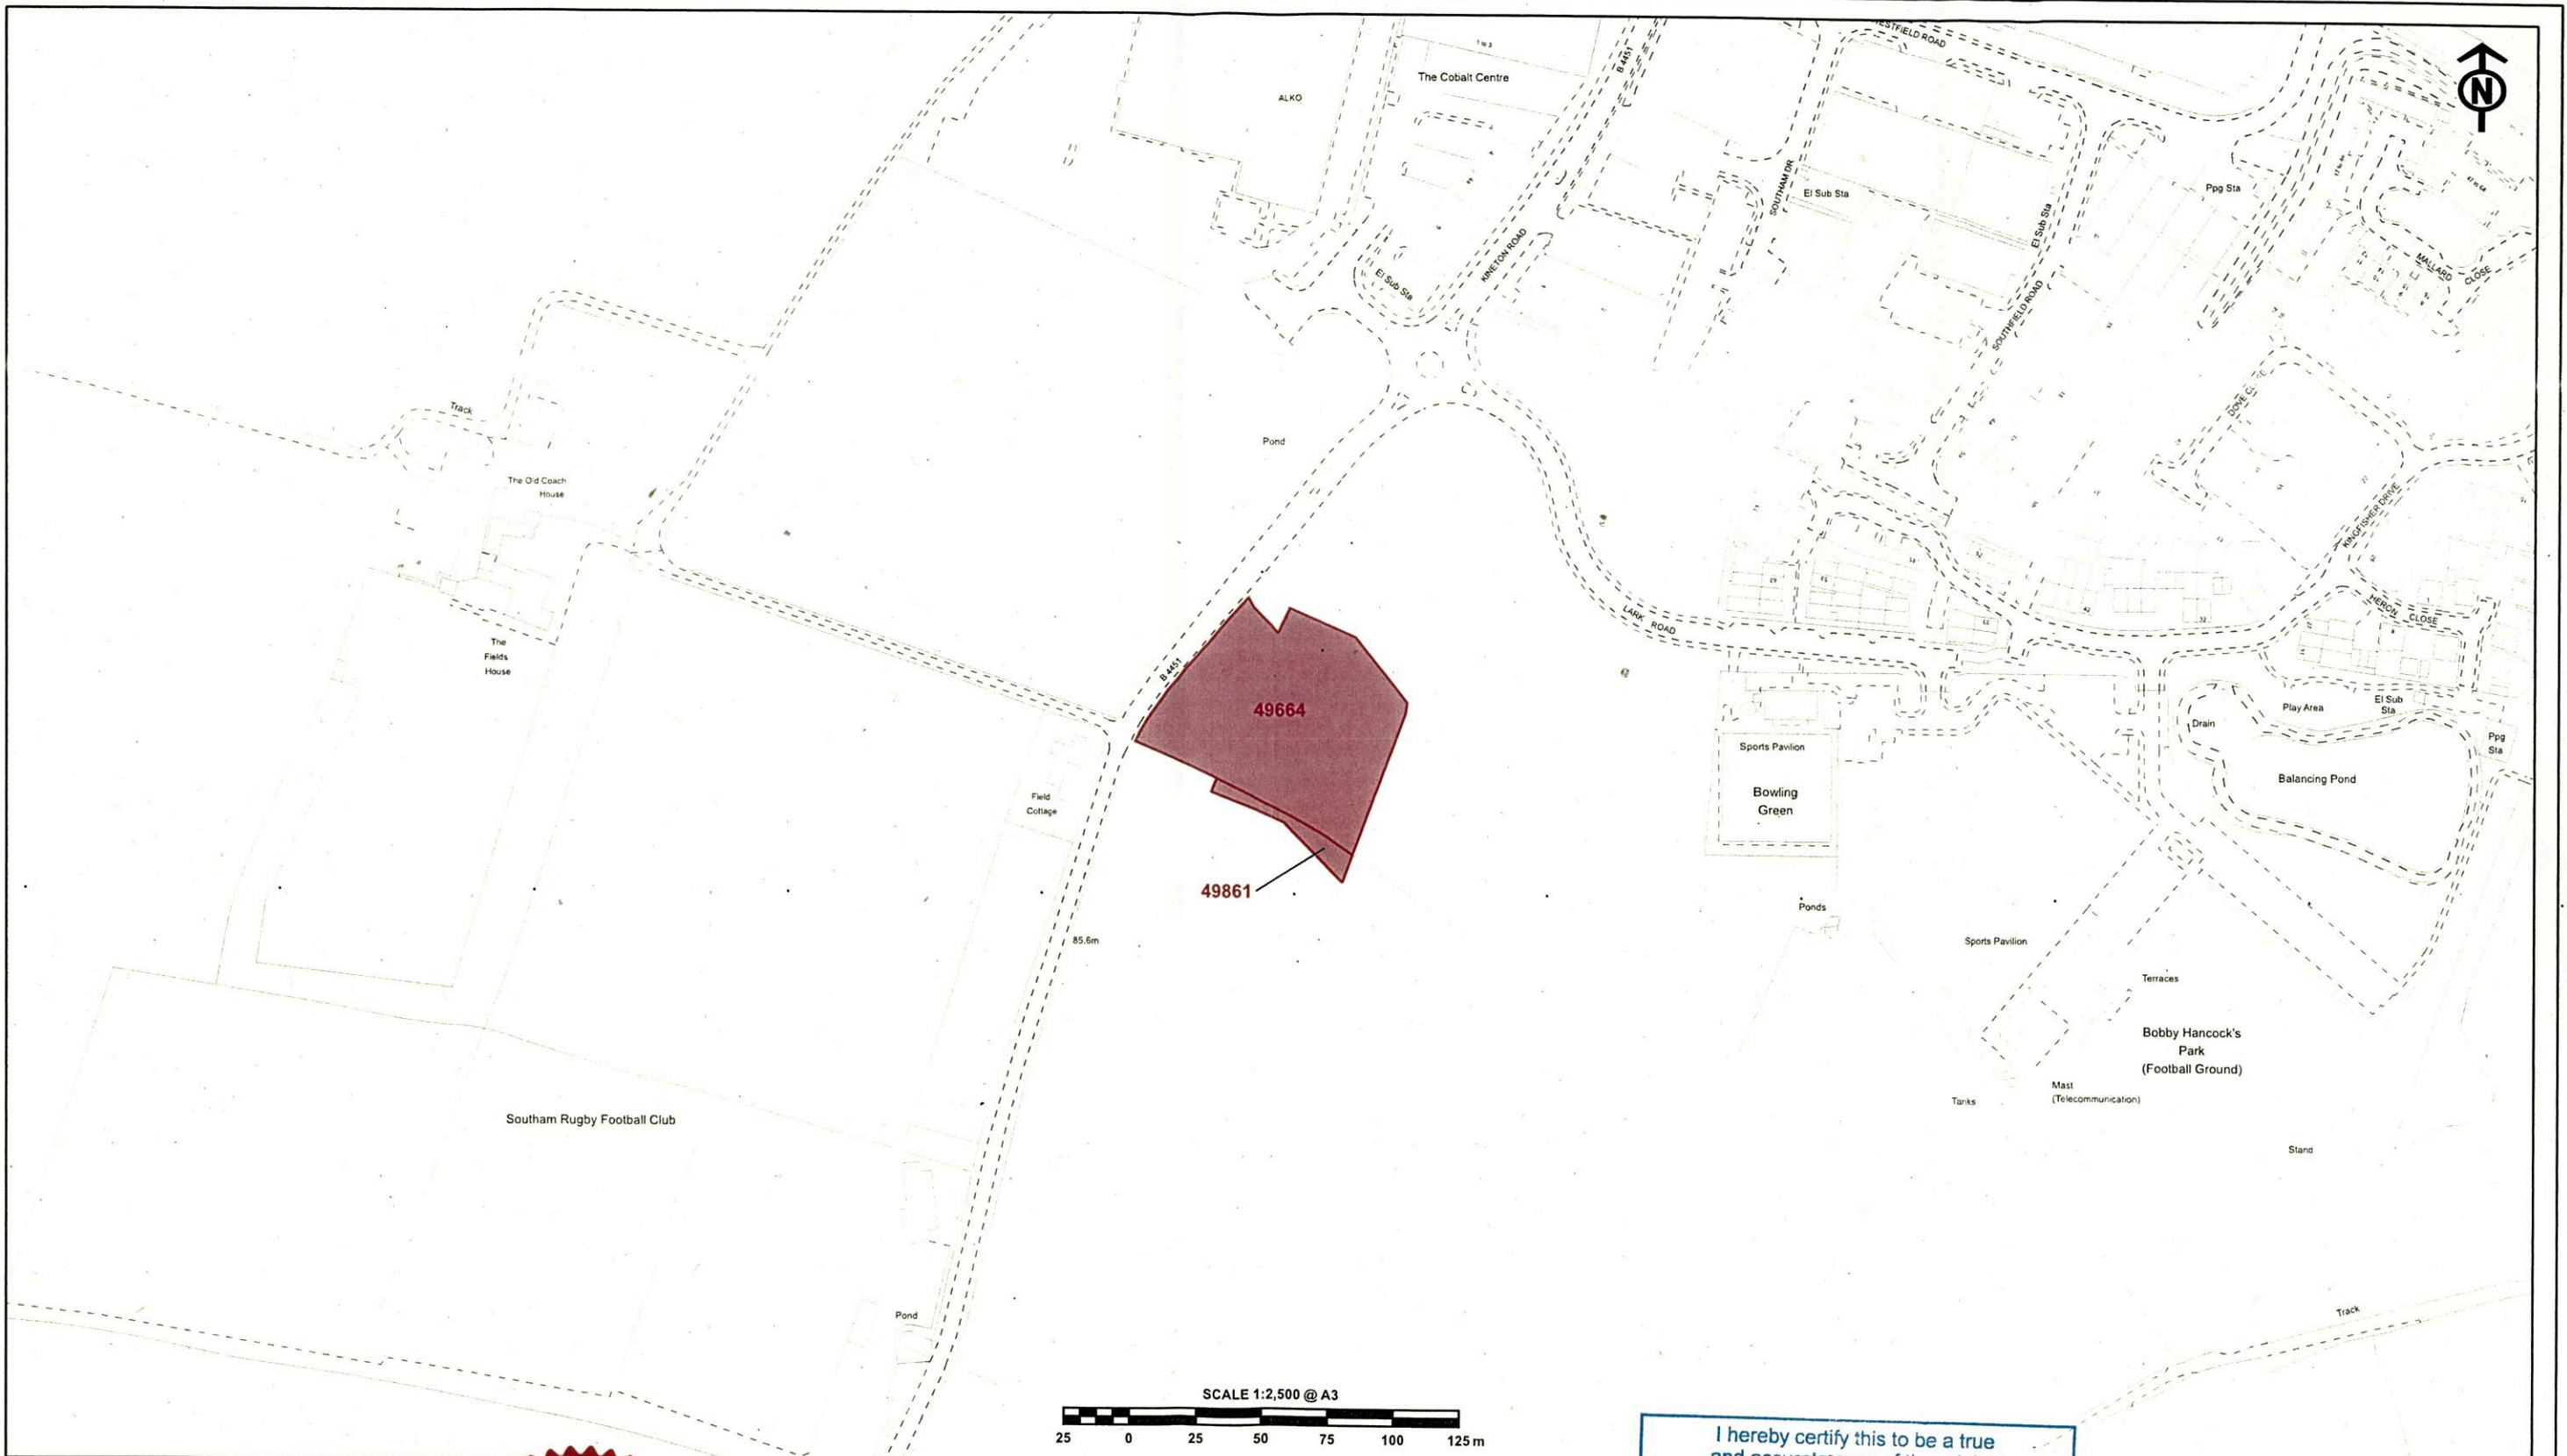 WESTFIELD ROAD
B 4451
1 to 3
The Cobalt Centre
ALKO
N
SOUTHAM DR
El Sub Sta
Ppg Sta
El Sub Sta
KINETON ROAD
El Sub Sta
MALLARD
CLOSE
SOUTHFIELD ROAD
DOVE CLOSE
Track
Pond
The Old Coach
House
KINGFISHER DRIVE
HERON
CLOSE
LARK ROAD
The
Fields
House
B 4451
49664
El Sub
Sta
Play Area
Drain
Ppg
Sta
Sports Pavilion
Balancing Pond
Bowling
Green
Field
Cottage
49861
Ponds
85.6m
Sports Pavilion
Terraces
Bobby Hancock's
Park
(Football Ground)
Mast
(Telecommunication)
Tanks
Southam Rugby Football Club
Stand
Pond
Track
SCALE 1:2,500 @ A3
25 0 25 50 75 100 125 m
I hereby certify this to be a true